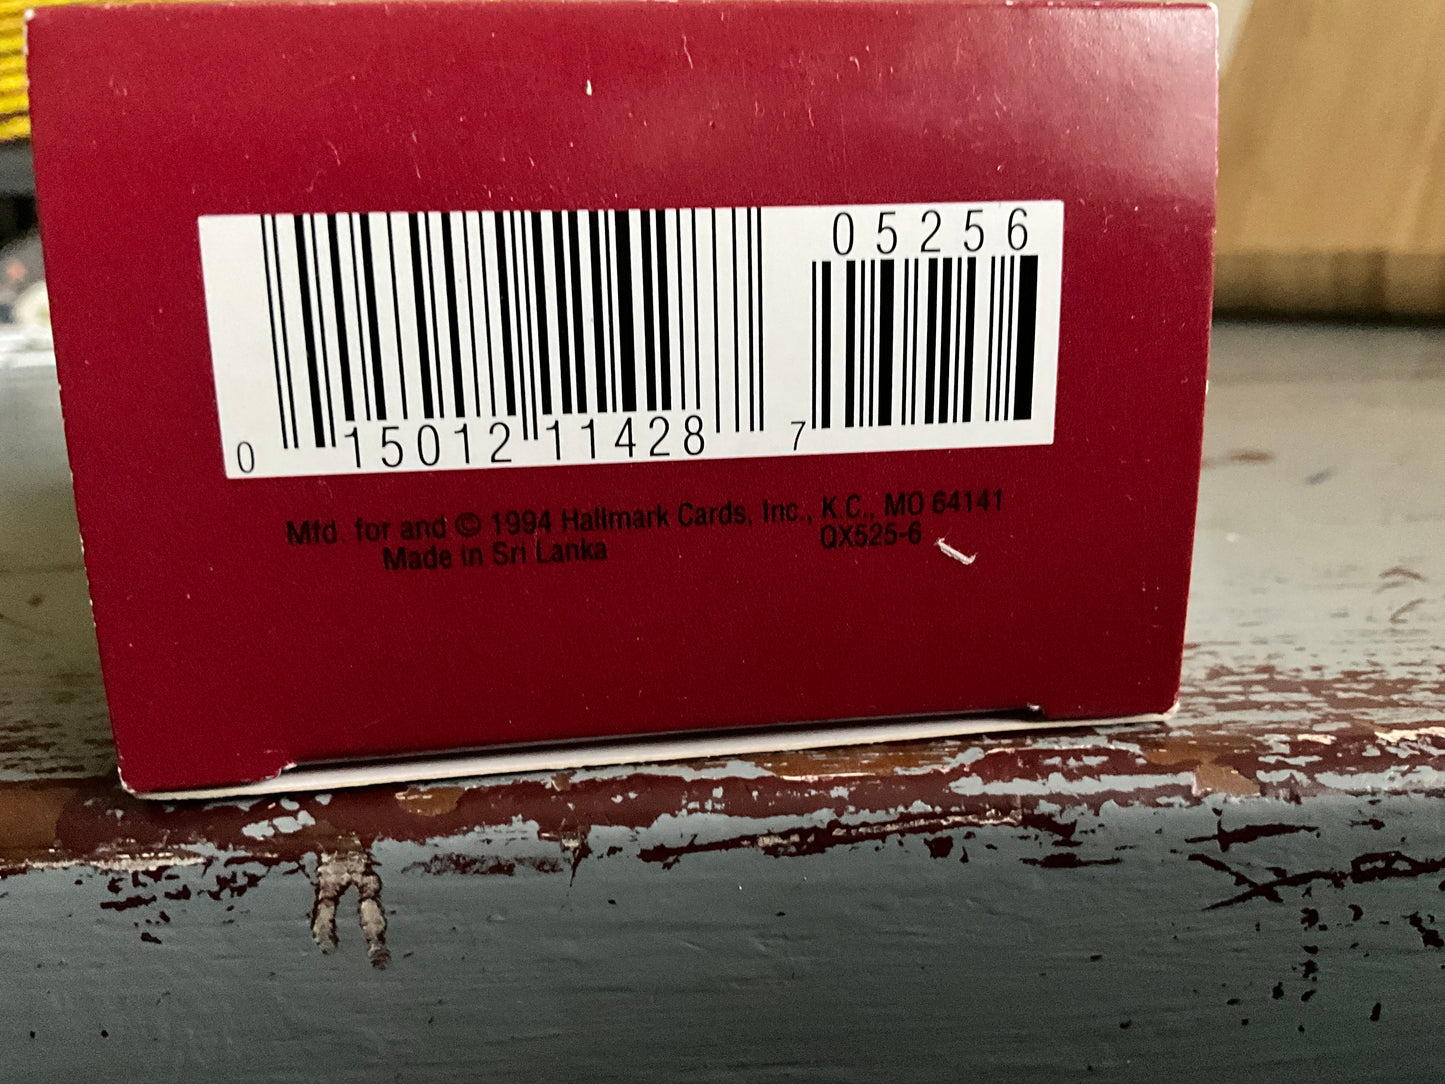 05256
0 15012 11428 7
Mfd. for and © 1994 Hallmark Cards, Inc., K.C., MO 64141
Made in Sri Lanka QX525-6